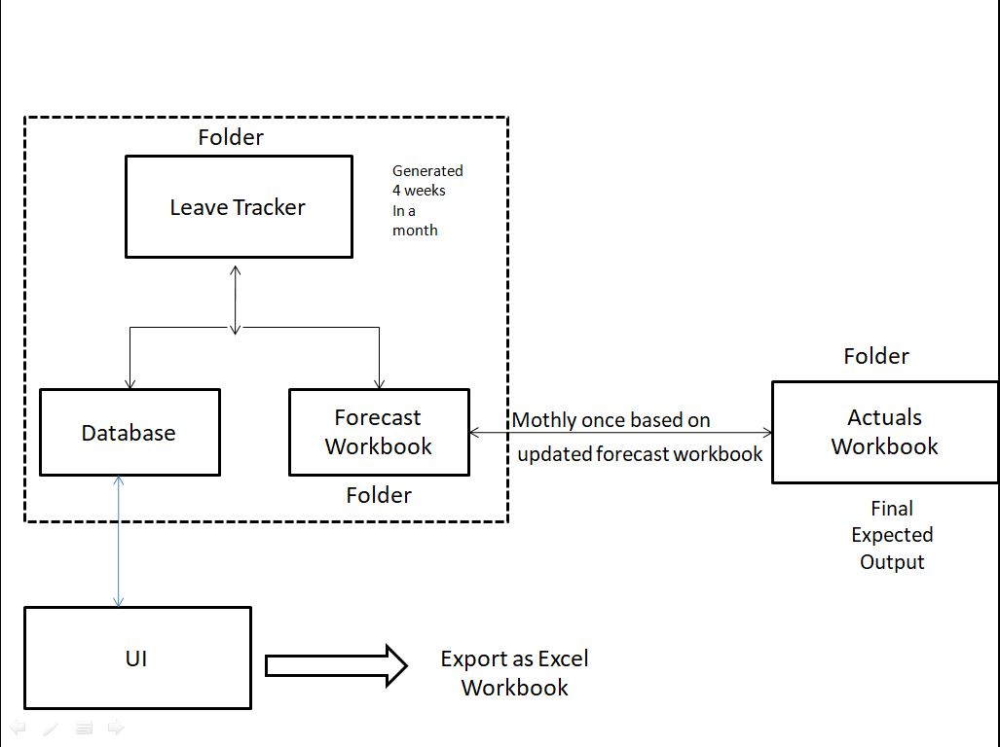 Folder
Leave Tracker
Generated
4 weeks
In a
month
Folder
Database
Forecast
Workbook
Mothly once based on
updated forecast workbook
Actuals
Workbook
Folder
Final
Expected
Output
UI
Export as Excel
Workbook